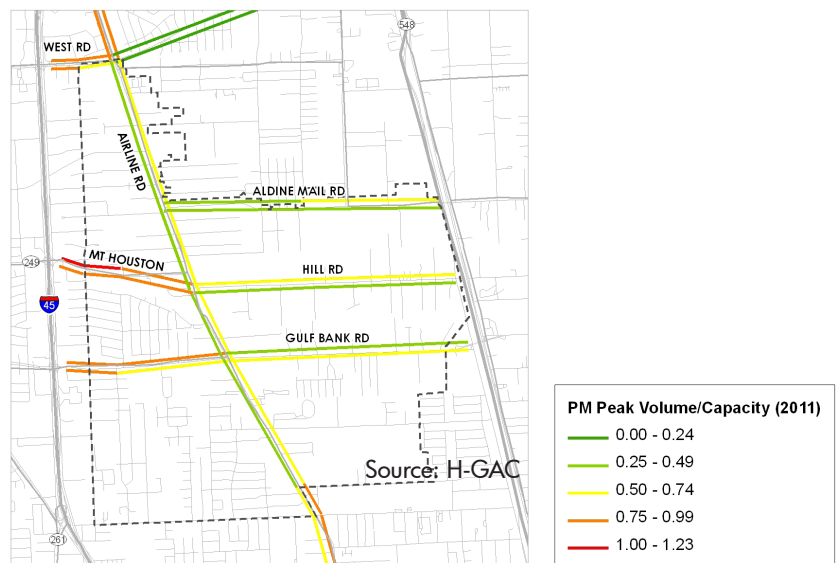 548
WEST RD
AIRLINE RD
ALDINE MAIL RD
249
MT HOUSTON
HILL RD
45
GULF BANK RD
Source: H-GAC
261
PM Peak Volume/Capacity (2011)
0.00 - 0.24
0.25 - 0.49
0.50 - 0.74
0.75 - 0.99
1.00 - 1.23